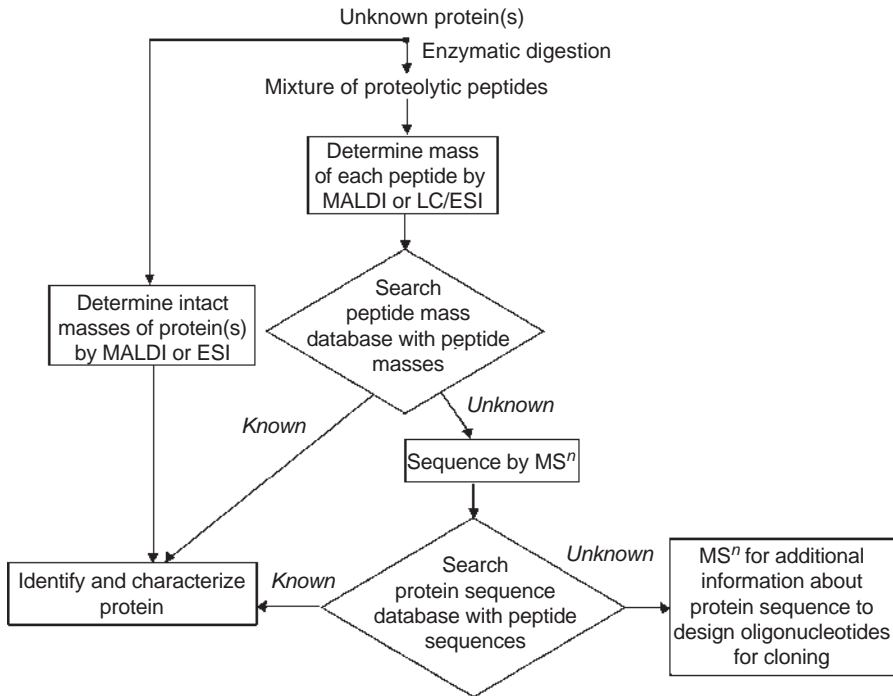 Unknown protein(s)
Enzymatic digestion
Mixture of proteolytic peptides
Determine mass
of each peptide by
MALDI or LC/ESI
Search
peptide mass
database with peptide
masses
Determine intact
masses of protein(s)
by MALDI or ESI
Known
Unknown
Sequence by MSⁿ
Search
protein sequence
database with peptide
sequences
Known
Unknown
Identify and characterize
protein
MSⁿ for additional
information about
protein sequence to
design oligonucleotides
for cloning